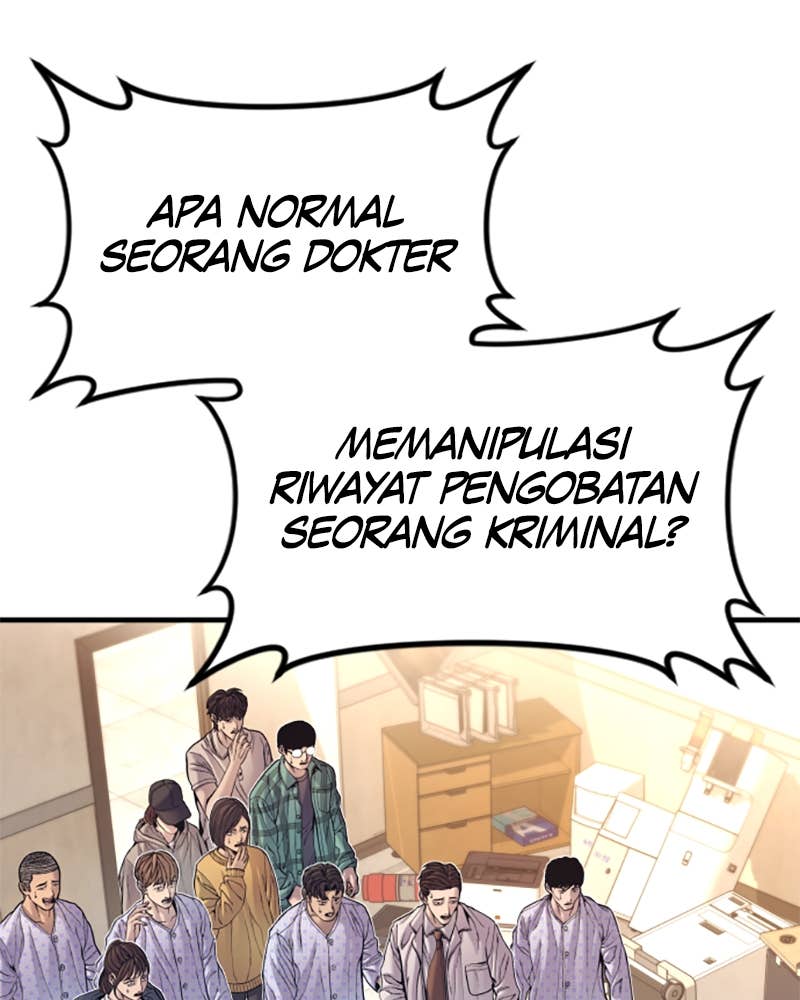 APA NORMAL
SEORANG DOKTER
MEMANIPULASI
RIWAYAT PENGOBATAN
SEORANG KRIMINAL?